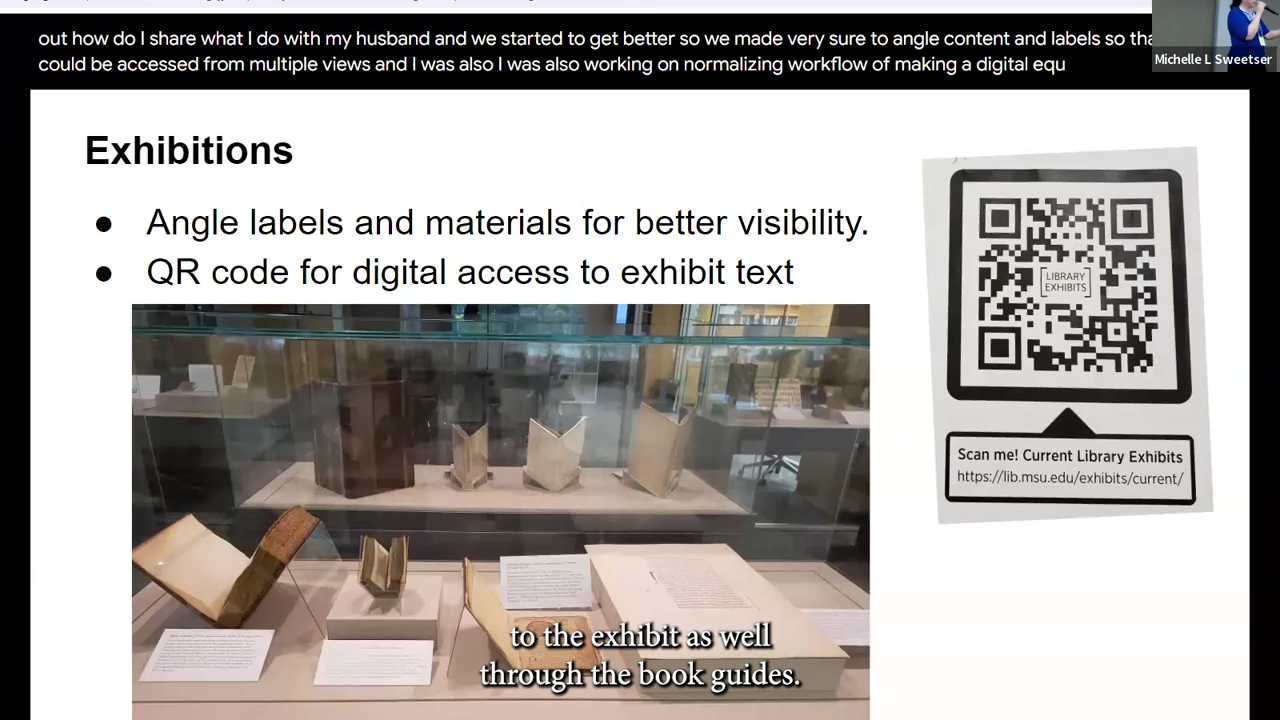 out how do I share what I do with my husband and we started to get better so we made very sure to angle content and labels so tha
could be accessed from multiple views and I was also I was also working on normalizing workflow of making a digital equ
Michelle L Sweetser
Exhibitions
● Angle labels and materials for better visibility.
● QR code for digital access to exhibit text
[LIBRARY
EXHIBITS]
Scan me! Current Library Exhibits
https://lib.msu.edu/exhibits/current/
to the exhibit as well
through the book guides.